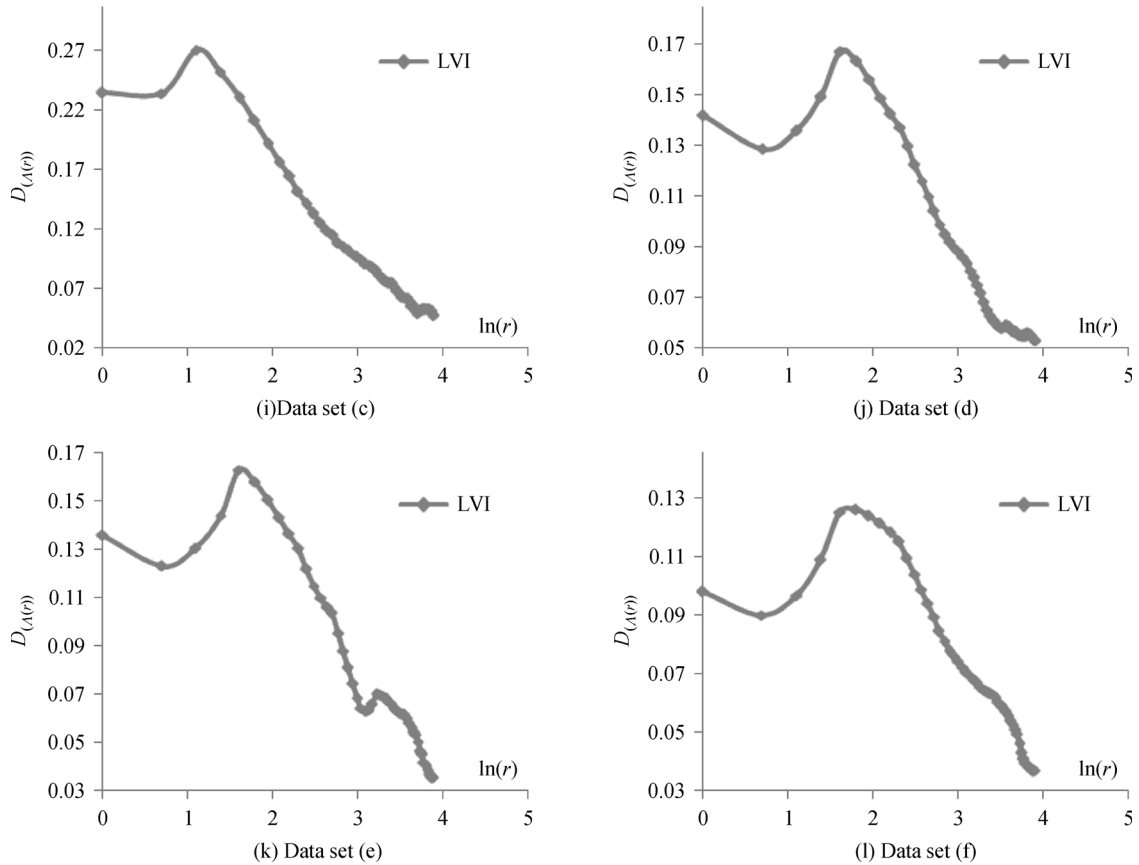 0.27
0.22
0.17
0.12
0.07
0.02
D(Λ(r))
LVI
ln(r)
0 1 2 3 4 5
(i)Data set (c)
0.17
0.15
0.13
0.11
0.09
0.07
0.05
D(Λ(r))
LVI
ln(r)
0 1 2 3 4 5
(j) Data set (d)
0.17
0.15
0.13
0.11
0.09
0.07
0.05
0.03
D(Λ(r))
LVI
ln(r)
0 1 2 3 4 5
(k) Data set (e)
0.13
0.11
0.09
0.07
0.05
0.03
D(Λ(r))
LVI
ln(r)
0 1 2 3 4 5
(l) Data set (f)